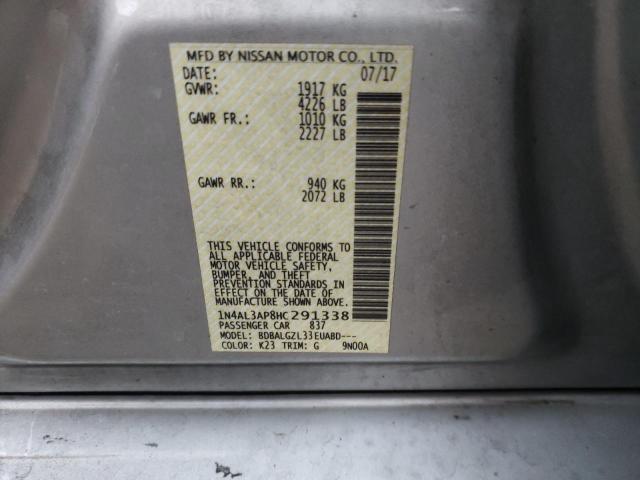 MFD BY NISSAN MOTOR CO., LTD.
DATE: 07/17
GVWR: 1917 KG
4226 LB
GAWR FR.: 1010 KG
2227 LB
GAWR RR.: 940 KG
2072 LB
THIS VEHICLE CONFORMS TO
ALL APPLICABLE FEDERAL
MOTOR VEHICLE SAFETY,
BUMPER, AND THEFT
PREVENTION STANDARDS IN
EFFECT ON THE DATE OF
MANUFACTURE SHOWN ABOVE.
1N4AL3AP8HC291338
PASSENGER CAR 837
MODEL: BDBALGZL33EUABD---
COLOR: K23 TRIM: G 9N00A